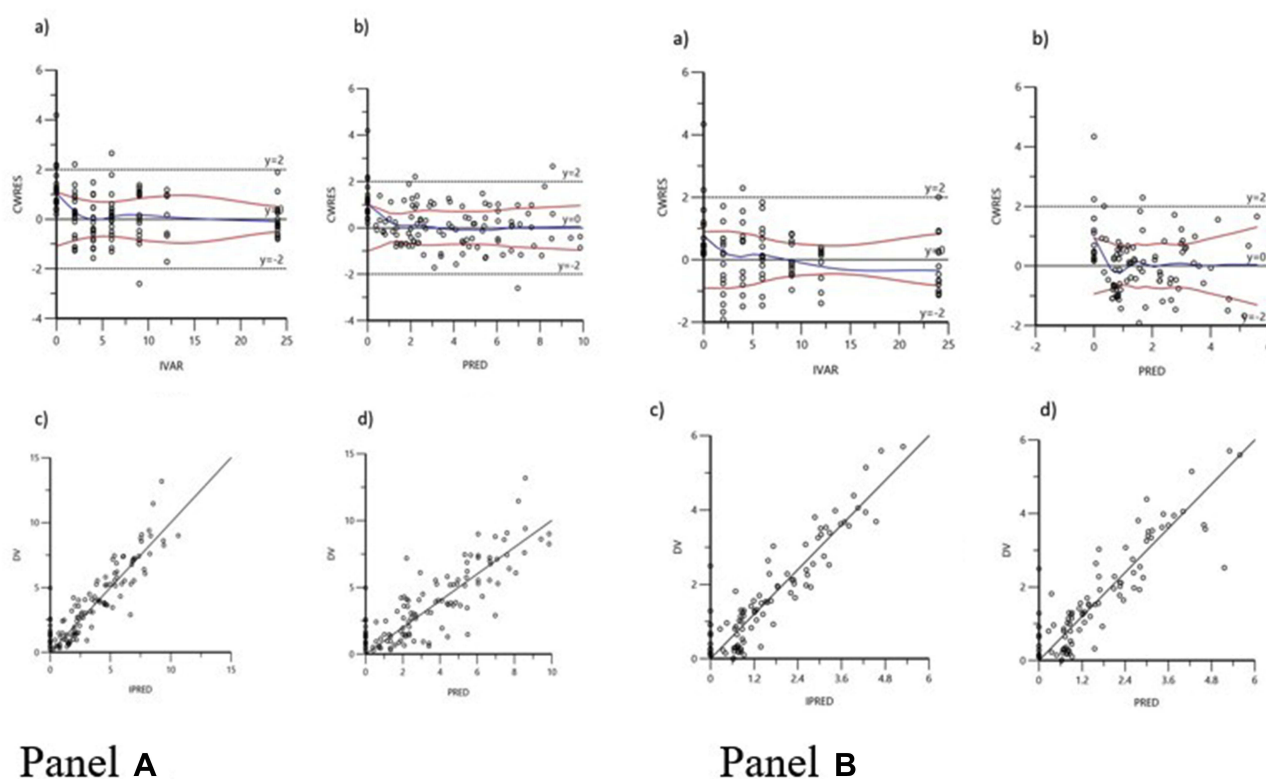 a)
6
4
2
0
-2
-4
CWRES
y=2
y=0
y=-2
0 5 10 15 20 25
IVAR
b)
6
4
2
0
-2
-4
CWRES
y=2
y=0
y=-2
0 2 4 6 8 10
PRED
c)
15
10
5
0
DV
0 5 10 15
IPRED
d)
15
10
5
0
DV
0 2 4 6 8 10
PRED
Panel A
a)
6
4
2
0
-2
CWRES
y=2
y=0
y=-2
0 5 10 15 20 25
IVAR
b)
6
4
2
0
-2
CWRES
y=2
y=0
y=-2
-2 0 2 4
PRED
c)
6
4
2
0
DV
0 1.2 2.4 3.6 4.8 6
IPRED
d)
6
4
2
0
DV
0 1.2 2.4 3.6 4.8 6
PRED
Panel B